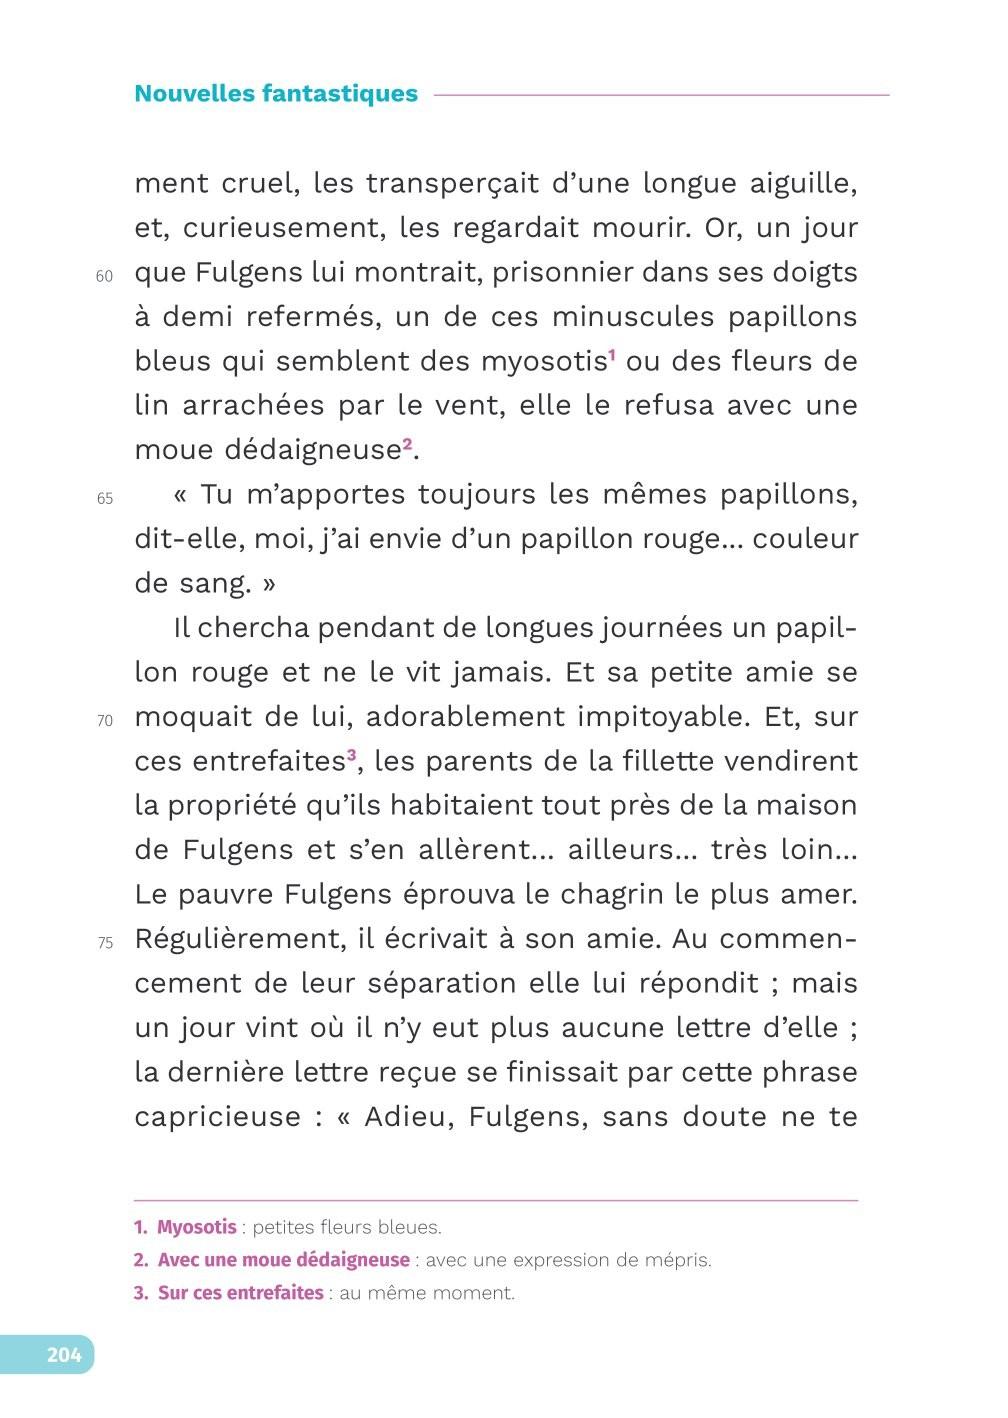 Nouvelles fantastiques
ment cruel, les transperçait d’une longue aiguille,
et, curieusement, les regardait mourir. Or, un jour
60 que Fulgens lui montrait, prisonnier dans ses doigts
à demi refermés, un de ces minuscules papillons
bleus qui semblent des myosotis¹ ou des fleurs de
lin arrachées par le vent, elle le refusa avec une
moue dédaigneuse².
65 « Tu m’apportes toujours les mêmes papillons,
dit-elle, moi, j’ai envie d’un papillon rouge… couleur
de sang. »
Il chercha pendant de longues journées un papil-
lon rouge et ne le vit jamais. Et sa petite amie se
70 moquait de lui, adorablement impitoyable. Et, sur
ces entrefaites³, les parents de la fillette vendirent
la propriété qu’ils habitaient tout près de la maison
de Fulgens et s’en allèrent… ailleurs… très loin…
Le pauvre Fulgens éprouva le chagrin le plus amer.
75 Régulièrement, il écrivait à son amie. Au commen-
cement de leur séparation elle lui répondit ; mais
un jour vint où il n’y eut plus aucune lettre d’elle ;
la dernière lettre reçue se finissait par cette phrase
capricieuse : « Adieu, Fulgens, sans doute ne te
1. Myosotis : petites fleurs bleues.
2. Avec une moue dédaigneuse : avec une expression de mépris.
3. Sur ces entrefaites : au même moment.
204